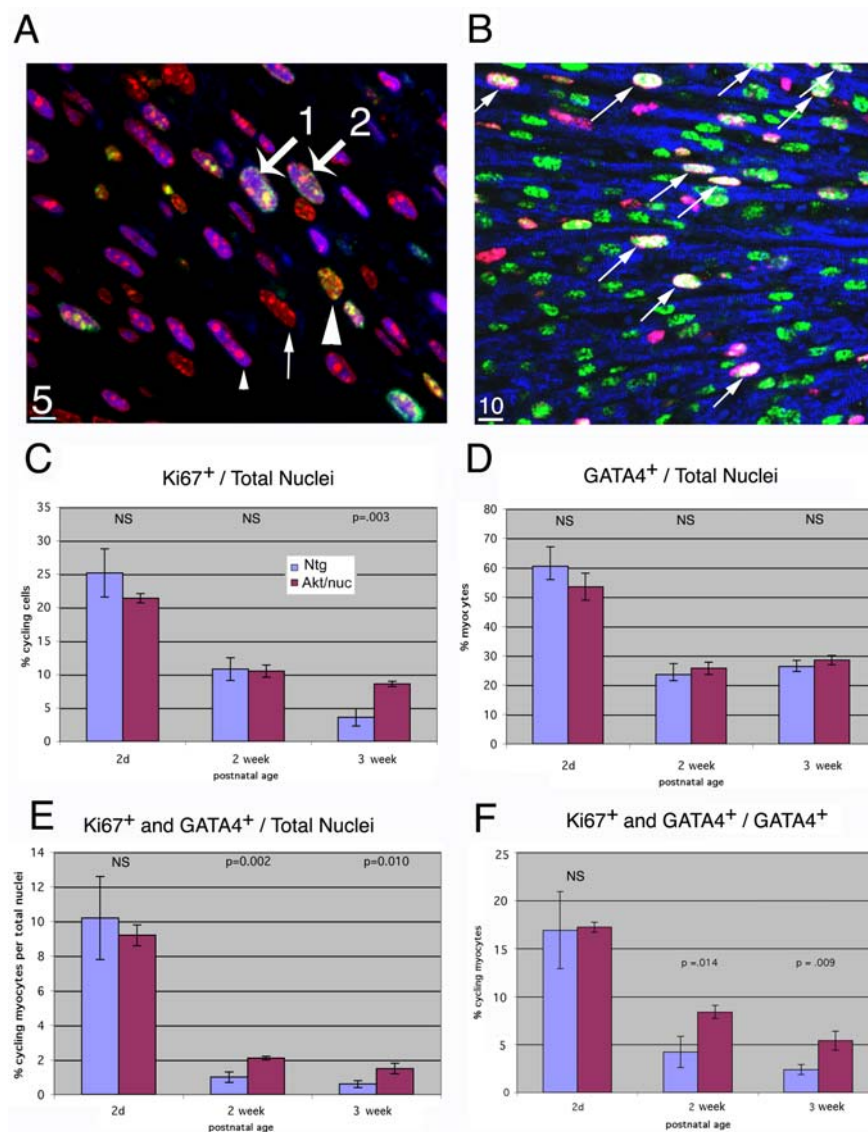 A
1
2
5
B
10
C
Ki67⁺ / Total Nuclei
35
30
25
20
15
10
5
0
% cycling cells
NS
NS
p=.003
Ntg
Akt/nuc
2d
2 week
3 week
postnatal age
D
GATA4⁺ / Total Nuclei
80
70
60
50
40
30
20
10
0
% myocytes
NS
NS
NS
2d
2 week
3 week
postnatal age
E
Ki67⁺ and GATA4⁺ / Total Nuclei
14
12
10
8
6
4
2
0
% cycling myocytes per total nuclei
NS
p=0.002
p=0.010
2d
2 week
3 week
postnatal age
F
Ki67⁺ and GATA4⁺ / GATA4⁺
25
20
15
10
5
0
% cycling myocytes
NS
p =.014
p = .009
2d
2 week
3 week
postnatal age